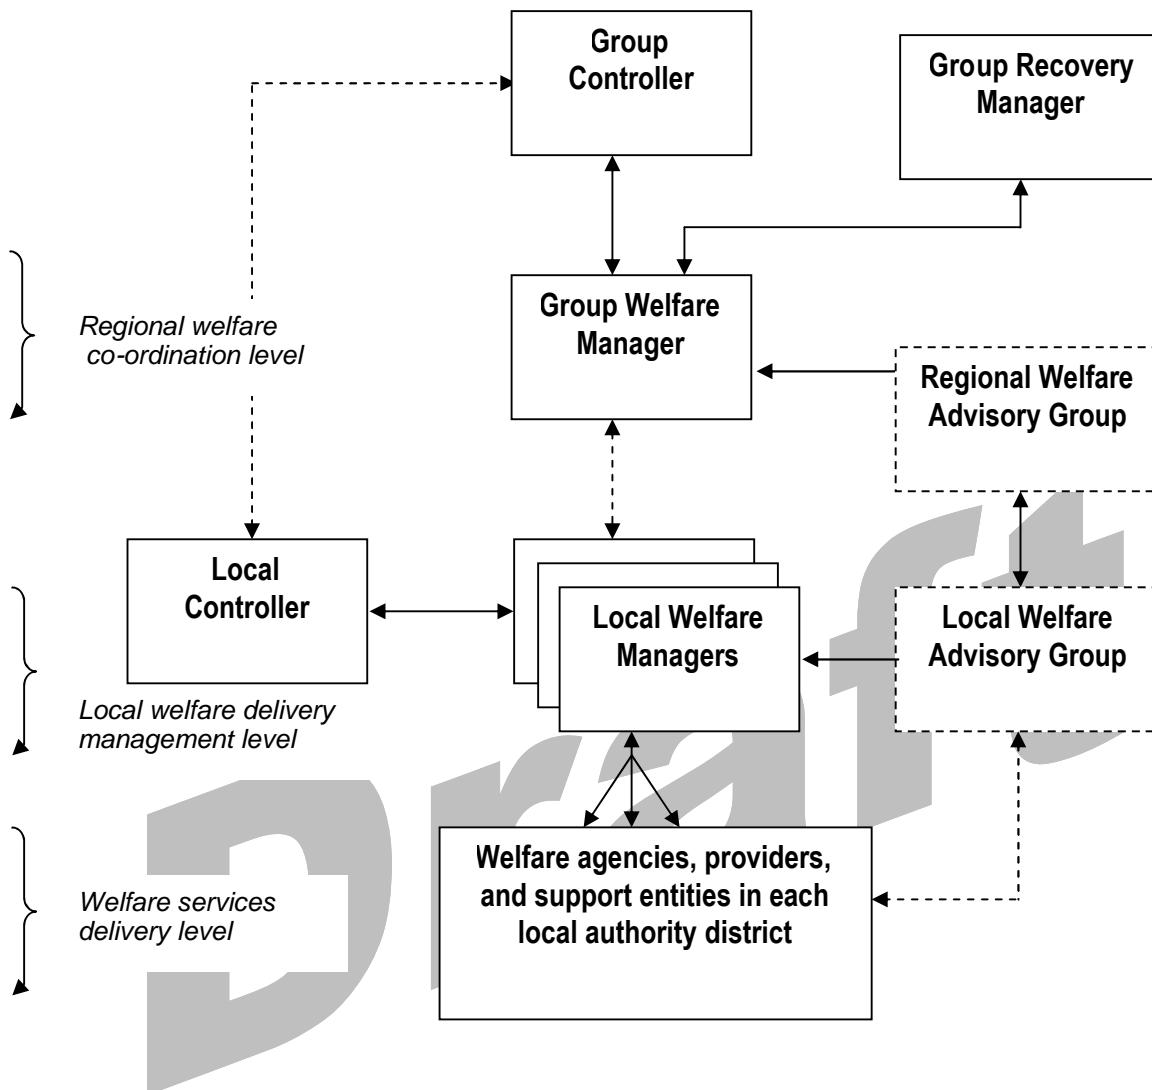 Group
Controller
Group Recovery
Manager
Group Welfare
Manager
Regional welfare
co-ordination level
Regional Welfare
Advisory Group
Local
Controller
Local Welfare
Managers
Local Welfare
Advisory Group
Local welfare delivery
management level
Welfare agencies, providers,
and support entities in each
local authority district
Welfare services
delivery level
Draft